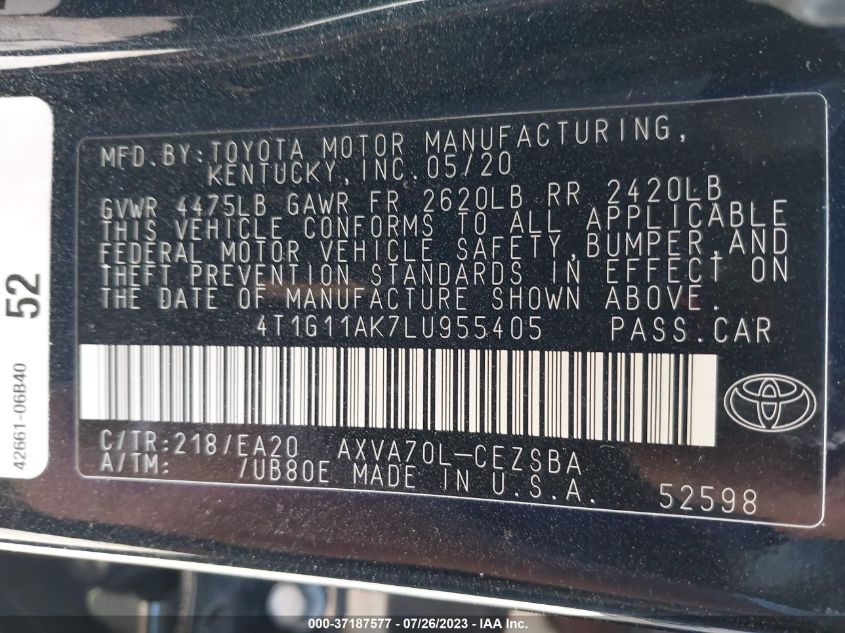 MFD.BY:TOYOTA MOTOR MANUFACTURING,
KENTUCKY, INC. 05/20
GVWR 4475LB GAWR FR 2620LB RR 2420LB
THIS VEHICLE CONFORMS TO ALL APPLICABLE
FEDERAL MOTOR VEHICLE SAFETY,BUMPER,AND
THEFT PREVENTION STANDARDS IN EFFECT ON
THE DATE OF MANUFACTURE SHOWN ABOVE.
4T1G11AK7LU955405 PASS.CAR
C/TR:218/EA20 AXVA70L-CEZSBA
A/TM: /UB80E MADE IN U.S.A. 52598
52
42661-06B40
000-37187577 - 07/26/2023 - IAA Inc.